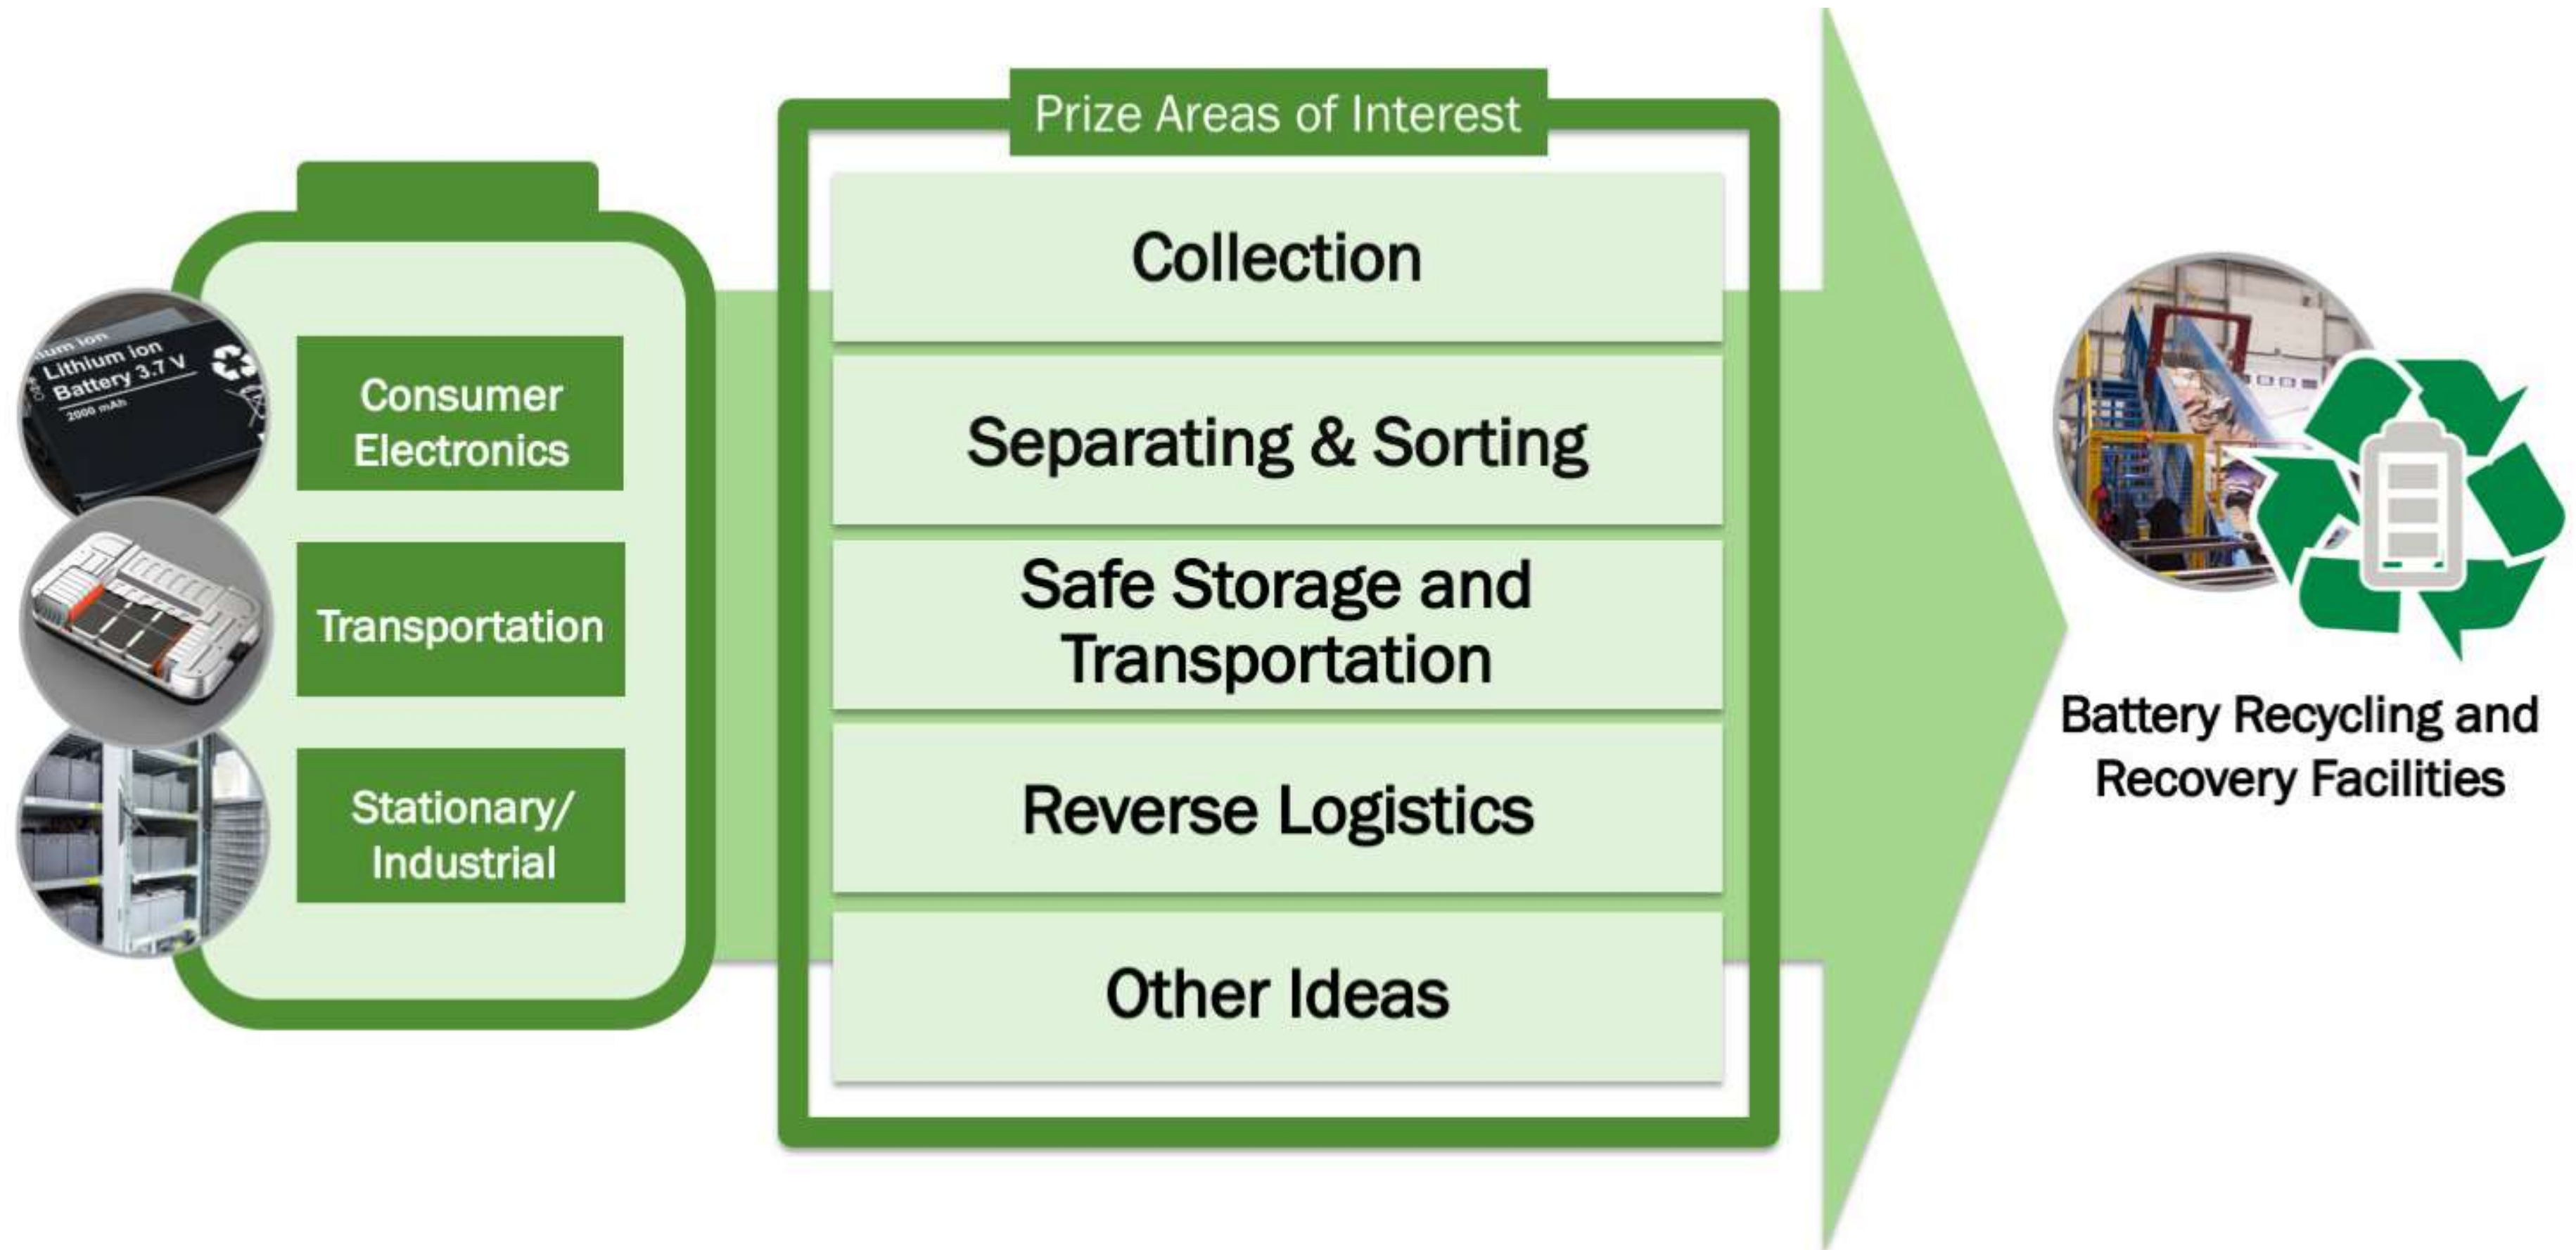 Prize Areas of Interest
Collection
Separating & Sorting
Safe Storage and
Transportation
Reverse Logistics
Other Ideas
Consumer
Electronics
Transportation
Stationary/
Industrial
Lithium ion
Battery 3.7 V
2000 mAh
Battery Recycling and
Recovery Facilities